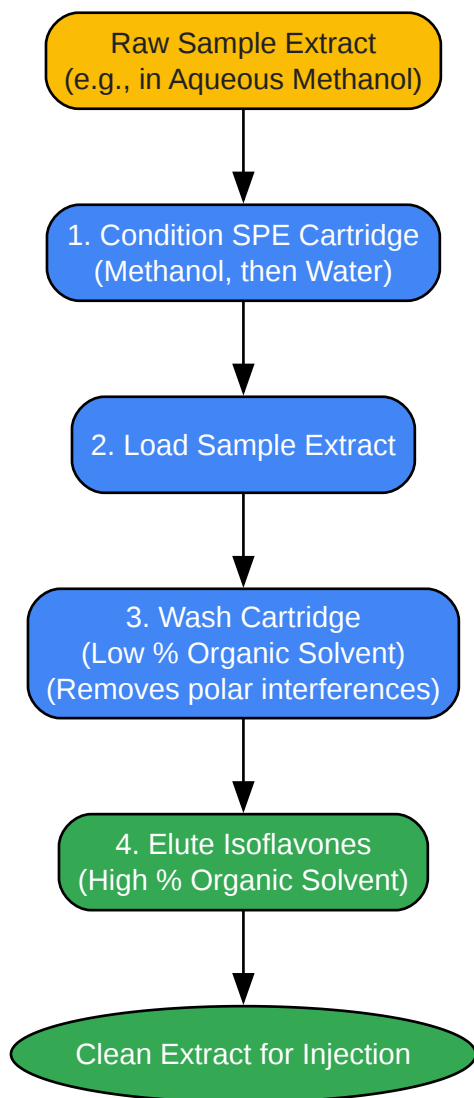 Raw Sample Extract
(e.g., in Aqueous Methanol)
1. Condition SPE Cartridge
(Methanol, then Water)
2. Load Sample Extract
3. Wash Cartridge
(Low % Organic Solvent)
(Removes polar interferences)
4. Elute Isoflavones
(High % Organic Solvent)
Clean Extract for Injection